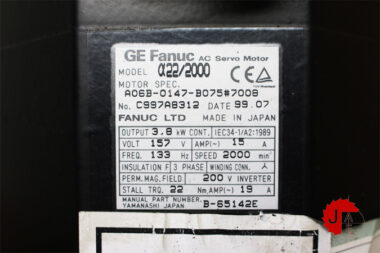 GE Fanuc AC Servo Motor
MODEL α22/2000
MOTOR SPEC.
A06B-0147-B075#7008
No. C997A8312 DATE 99.07
FANUC LTD MADE IN JAPAN
OUTPUT 3.8 kW CONT. IEC34-1/A2:1989
VOLT 157 V AMP(~) 15 A
FREQ. 133 Hz SPEED 2000 min⁻¹
INSULATION F 3 PHASE WINDING CONN. ⅄
PERM. MAG. FIELD 200 V INVERTER
STALL TRQ. 22 Nm, AMP(~) 19 A
MANUAL PART NUMBER. B-65142E
YAMANASHI JAPAN